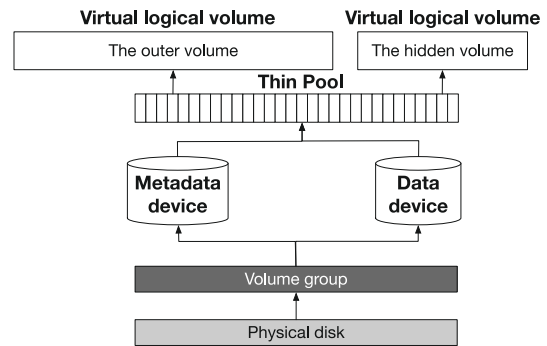 Virtual logical volume
Virtual logical volume
The outer volume
The hidden volume
Thin Pool
Metadata
device
Data
device
Volume group
Physical disk